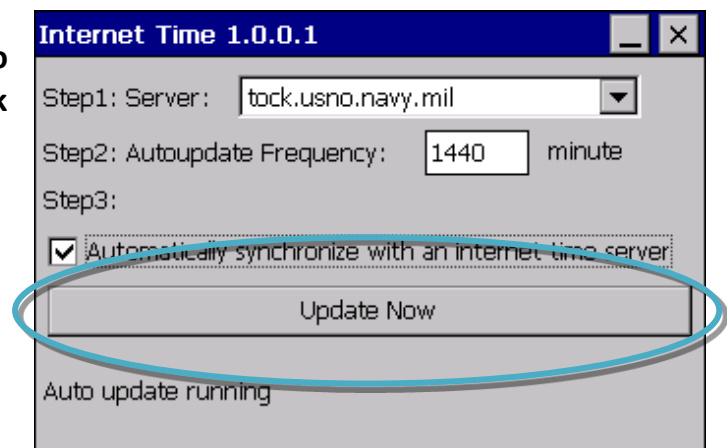 Internet Time 1.0.0.1
Step1: Server: tock.usno.navy.mil
Step2: Autoupdate Frequency: 1440 minute
Step3:
Automatically synchronize with an internet time server
Update Now
Auto update running